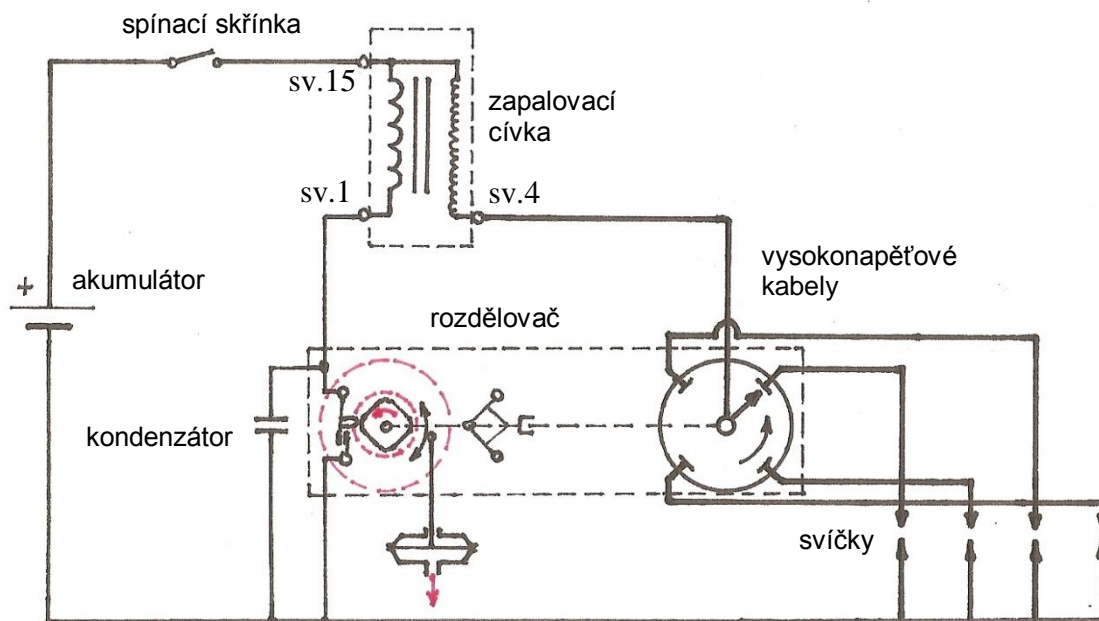 spínací skřínka
sv.15
zapalovací
cívka
sv.1
sv.4
vysokonapěťové
kabely
+
akumulátor
rozdělovač
kondenzátor
svíčky